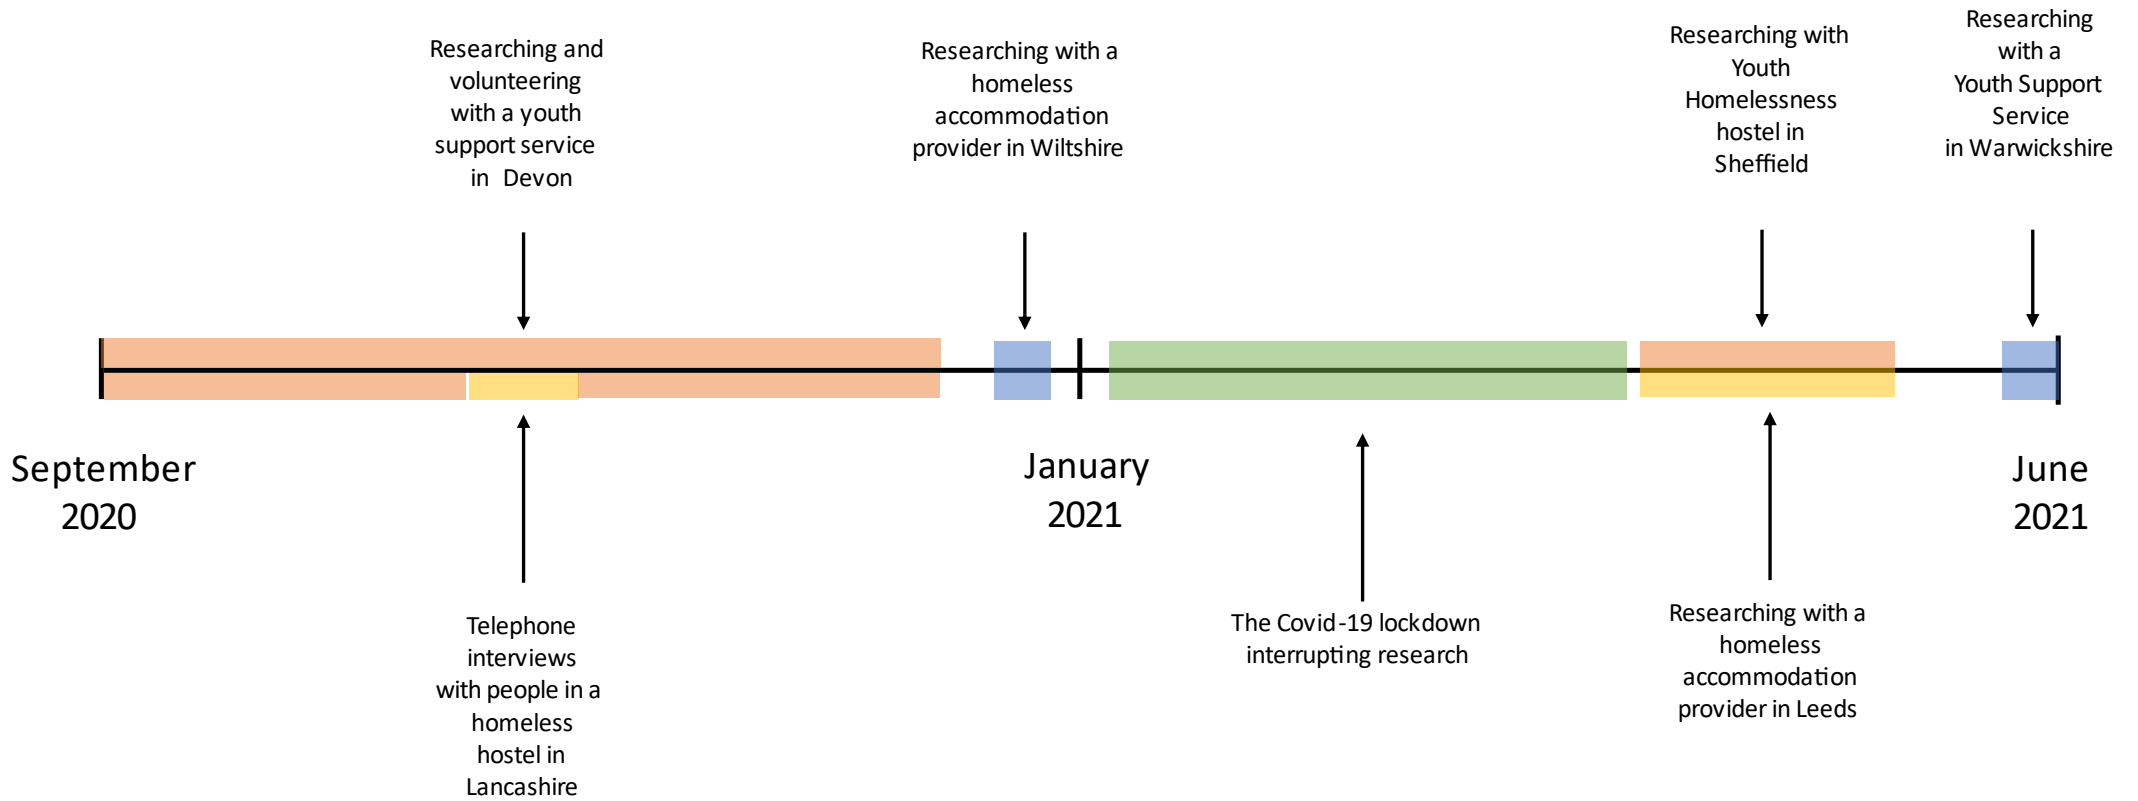 Researching and
volunteering
with a youth
support service
in Devon
Researching with a
homeless
accommodation
provider in Wiltshire
Researching with
Youth
Homelessness
hostel in
Sheffield
Researching
with a
Youth Support
Service
in Warwickshire
September
2020
January
2021
June
2021
Telephone
interviews
with people in a
homeless
hostel in
Lancashire
The Covid-19 lockdown
interrupting research
Researching with a
homeless
accommodation
provider in Leeds